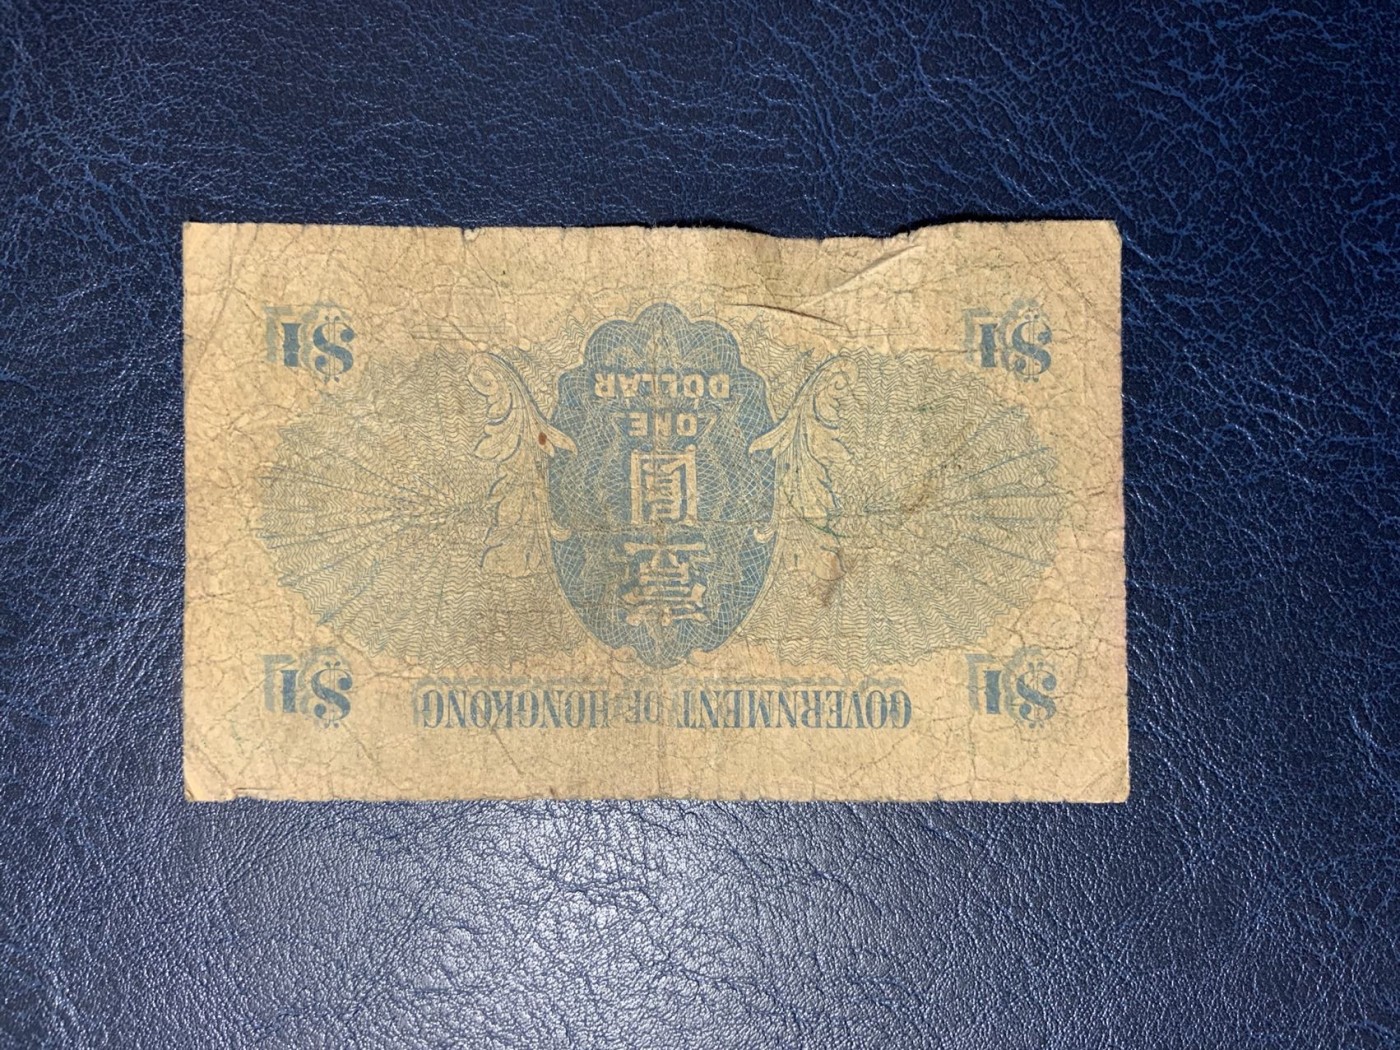 $1 $1
GOVERNMENT OF HONGKONG
壹
圓
ONE
DOLLAR
$1 $1